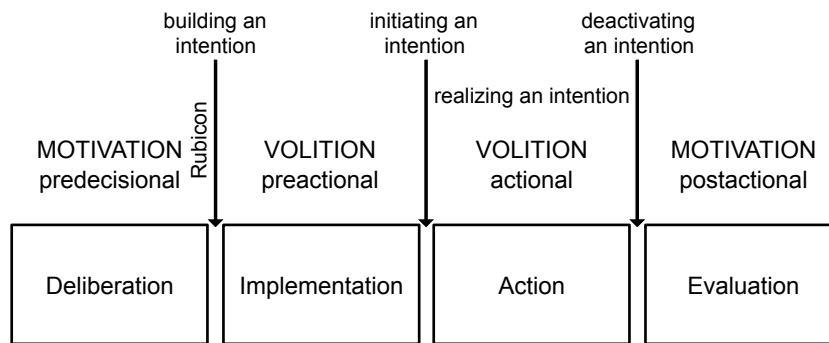 building an
intention
initiating an
intention
deactivating
an intention
realizing an intention
Rubicon
MOTIVATION
predecisional
VOLITION
preactional
VOLITION
actional
MOTIVATION
postactional
Deliberation
Implementation
Action
Evaluation